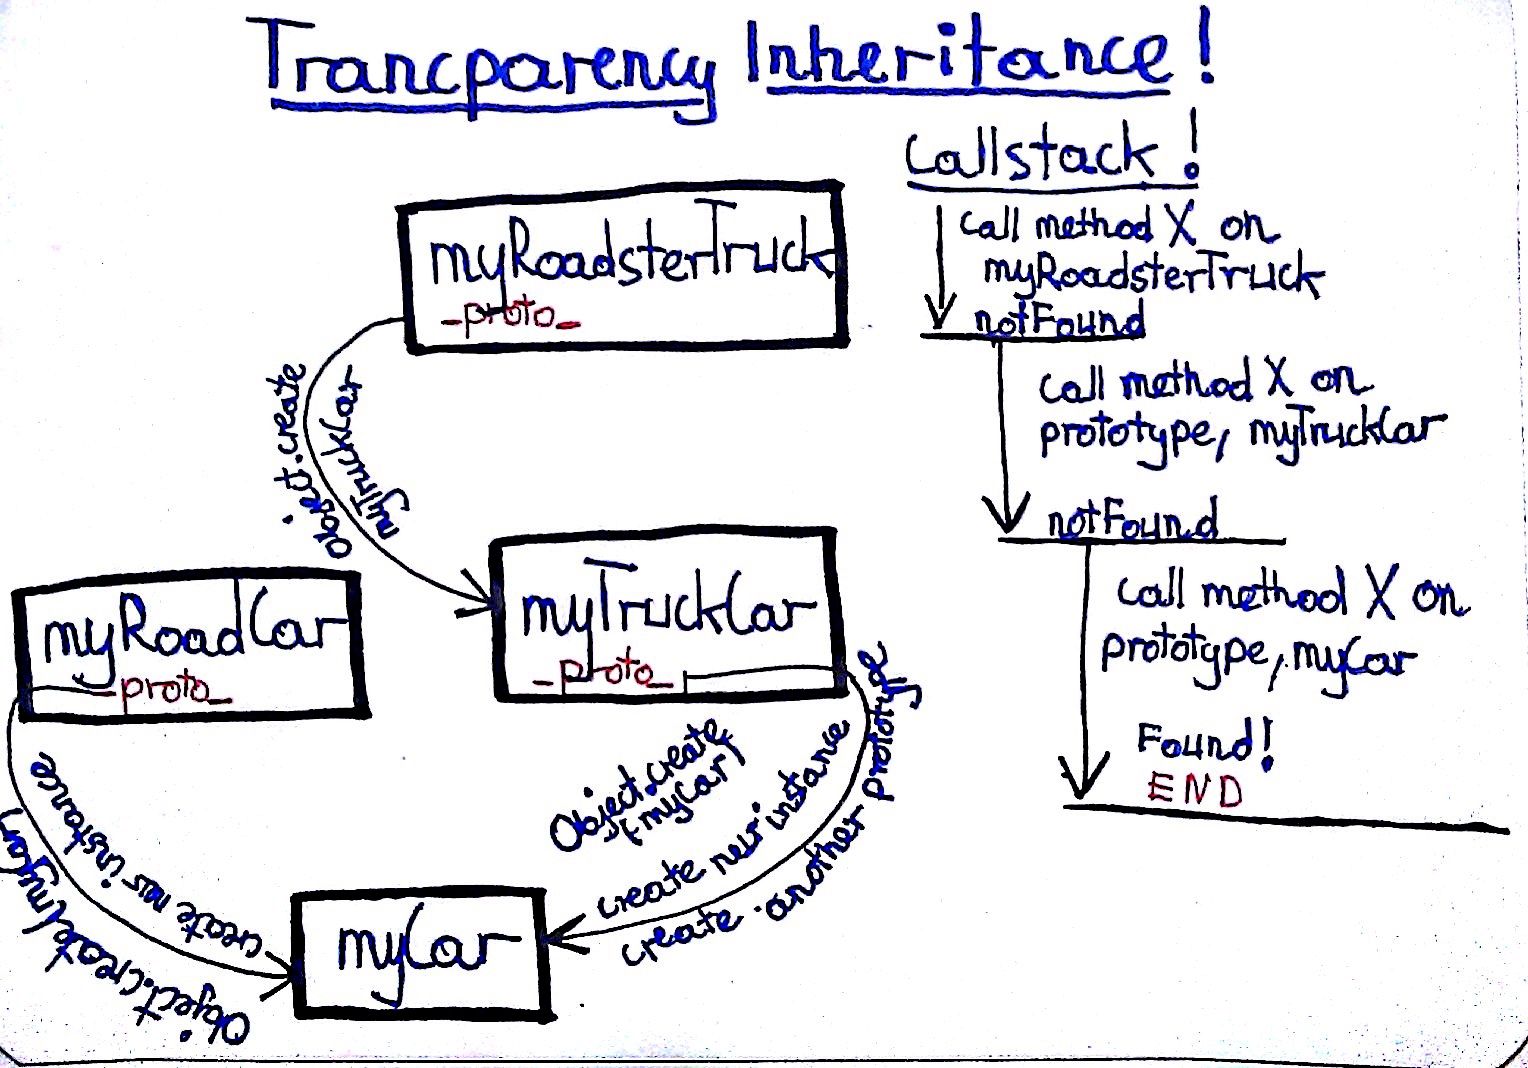 Trancparency Inheritance!
Callstack!
myRoadsterTruck
_proto_
Object.create
myTruckCar
myRoadCar
_proto_
myTruckCar
_proto_
create new instance
Object.create(myCar)
Object.create
(myCar)
create new instance
create another prototype
myCar
call method X on
myRoadsterTruck
notFound
call method X on
prototype, myTruckCar
notFound
call method X on
prototype, myCar
Found!
END